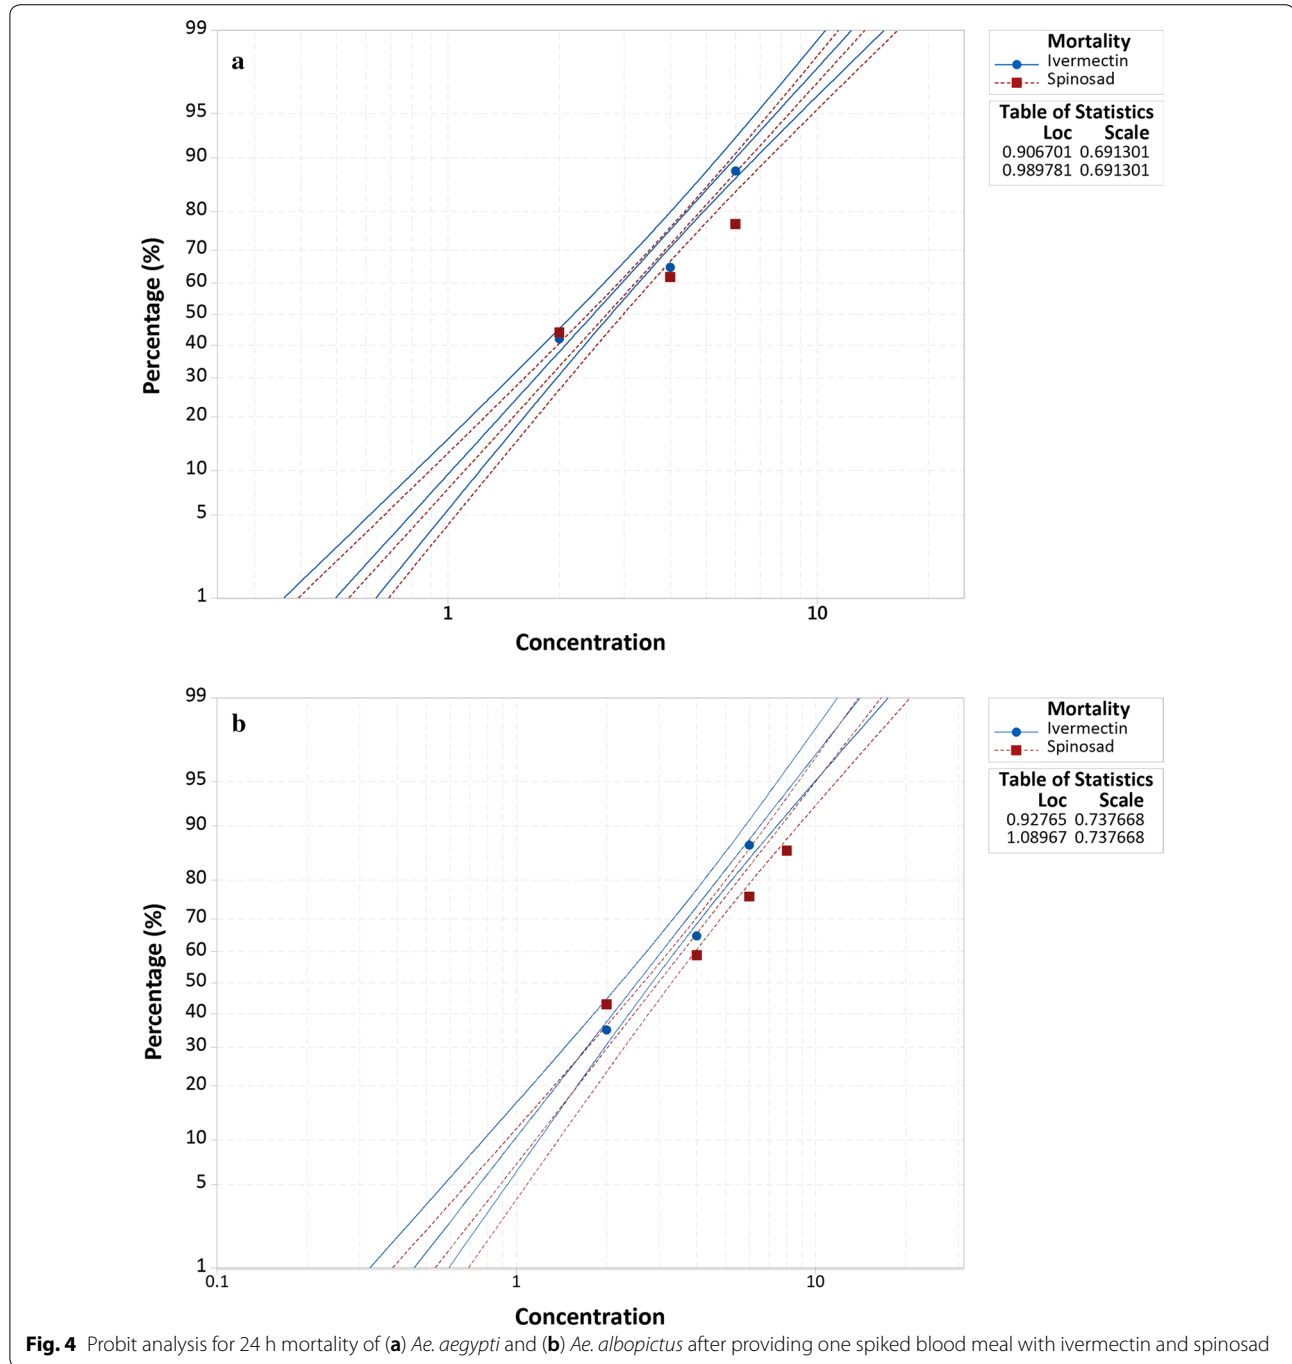 a
99
95
90
80
70
60
50
40
30
20
10
5
1
Percentage (%)
1 10
Concentration
Mortality
Ivermectin
Spinosad
Table of Statistics
Loc Scale
0.906701 0.691301
0.989781 0.691301
b
99
95
90
80
70
60
50
40
30
20
10
5
1
Percentage (%)
0.1 1 10
Concentration
Mortality
Ivermectin
Spinosad
Table of Statistics
Loc Scale
0.92765 0.737668
1.08967 0.737668
Fig. 4 Probit analysis for 24 h mortality of (a) Ae. aegypti and (b) Ae. albopictus after providing one spiked blood meal with ivermectin and spinosad